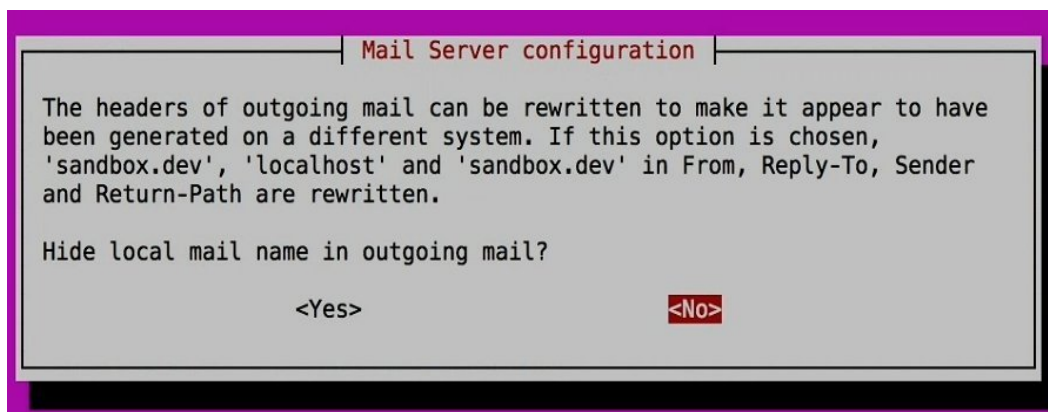 Mail Server configuration
The headers of outgoing mail can be rewritten to make it appear to have
been generated on a different system. If this option is chosen,
'sandbox.dev', 'localhost' and 'sandbox.dev' in From, Reply-To, Sender
and Return-Path are rewritten.
Hide local mail name in outgoing mail?
<Yes> <No>